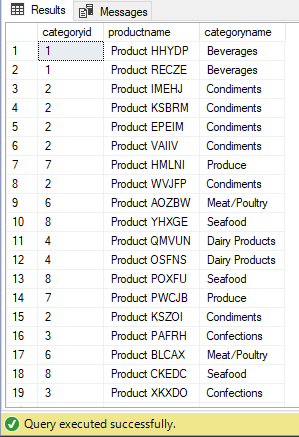 Results Messages
categoryid productname categoryname
1 1 Product HHYDP Beverages
2 1 Product RECZE Beverages
3 2 Product IMEHJ Condiments
4 2 Product KSBRM Condiments
5 2 Product EPEIM Condiments
6 2 Product VAIIV Condiments
7 7 Product HMLNI Produce
8 2 Product WVJFP Condiments
9 6 Product AOZBW Meat/Poultry
10 8 Product YHXGE Seafood
11 4 Product QMVUN Dairy Products
12 4 Product OSFNS Dairy Products
13 8 Product POXFU Seafood
14 7 Product PWCJB Produce
15 2 Product KSZOI Condiments
16 3 Product PAFRH Confections
17 6 Product BLCAX Meat/Poultry
18 8 Product CKEDC Seafood
19 3 Product XKXDO Confections
Query executed successfully.